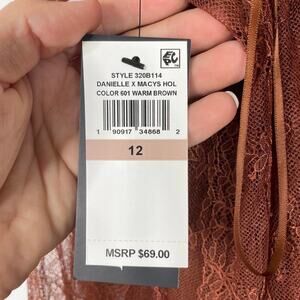 STYLE 320B114
DANIELLE X MACYS HOL
COLOR 601 WARM BROWN
1 90917 34868 2
12
MSRP $69.00